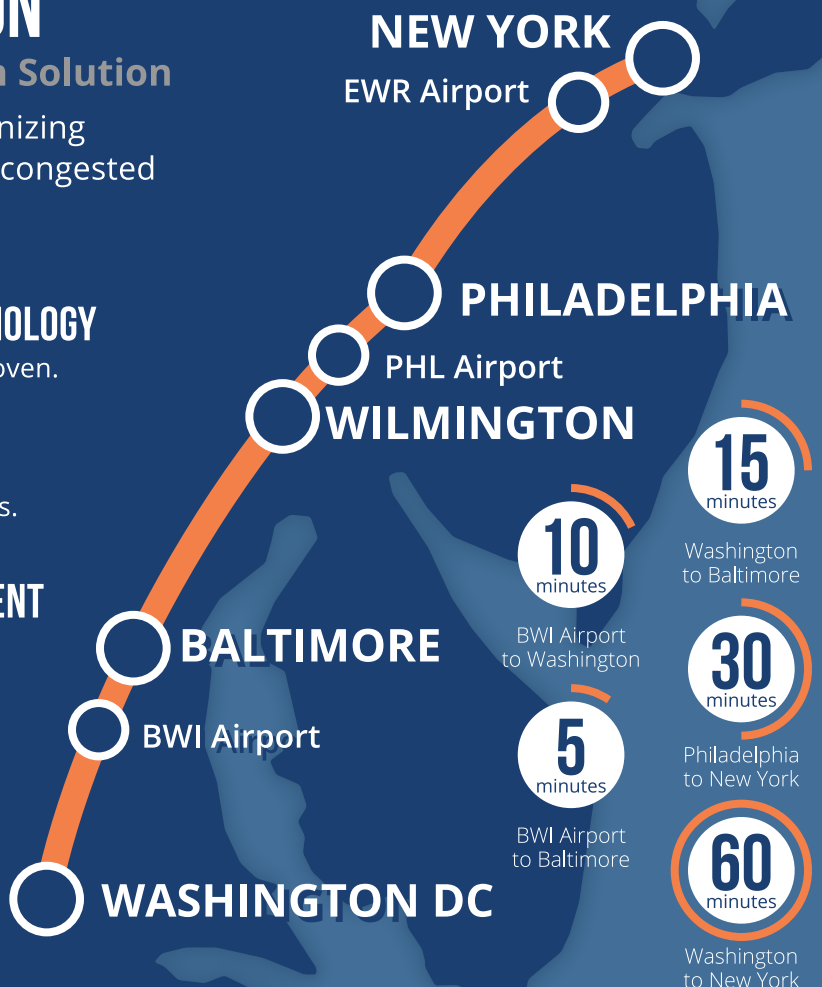 ON
Solution
nizing
congested
NOLOGY
oven.
s.
ENT
NEW YORK
EWR Airport
PHILADELPHIA
PHL Airport
WILMINGTON
BALTIMORE
BWI Airport
WASHINGTON DC
10
minutes
BWI Airport
to Washington
5
minutes
BWI Airport
to Baltimore
15
minutes
Washington
to Baltimore
30
minutes
Philadelphia
to New York
60
minutes
Washington
to New York